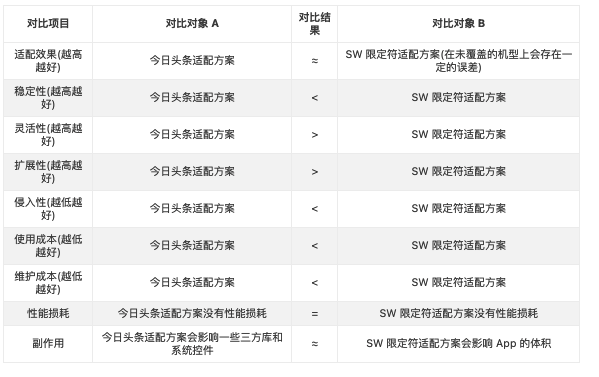 对比项目 对比对象 A 对比结果 对比对象 B
适配效果(越高越好) 今日头条适配方案 ≈ SW 限定符适配方案(在未覆盖的机型上会存在一定的误差)
稳定性(越高越好) 今日头条适配方案 < SW 限定符适配方案
灵活性(越高越好) 今日头条适配方案 > SW 限定符适配方案
扩展性(越高越好) 今日头条适配方案 > SW 限定符适配方案
侵入性(越低越好) 今日头条适配方案 < SW 限定符适配方案
使用成本(越低越好) 今日头条适配方案 < SW 限定符适配方案
维护成本(越低越好) 今日头条适配方案 < SW 限定符适配方案
性能损耗 今日头条适配方案没有性能损耗 = SW 限定符适配方案没有性能损耗
副作用 今日头条适配方案会影响一些三方库和系统控件 ≈ SW 限定符适配方案会影响 App 的体积